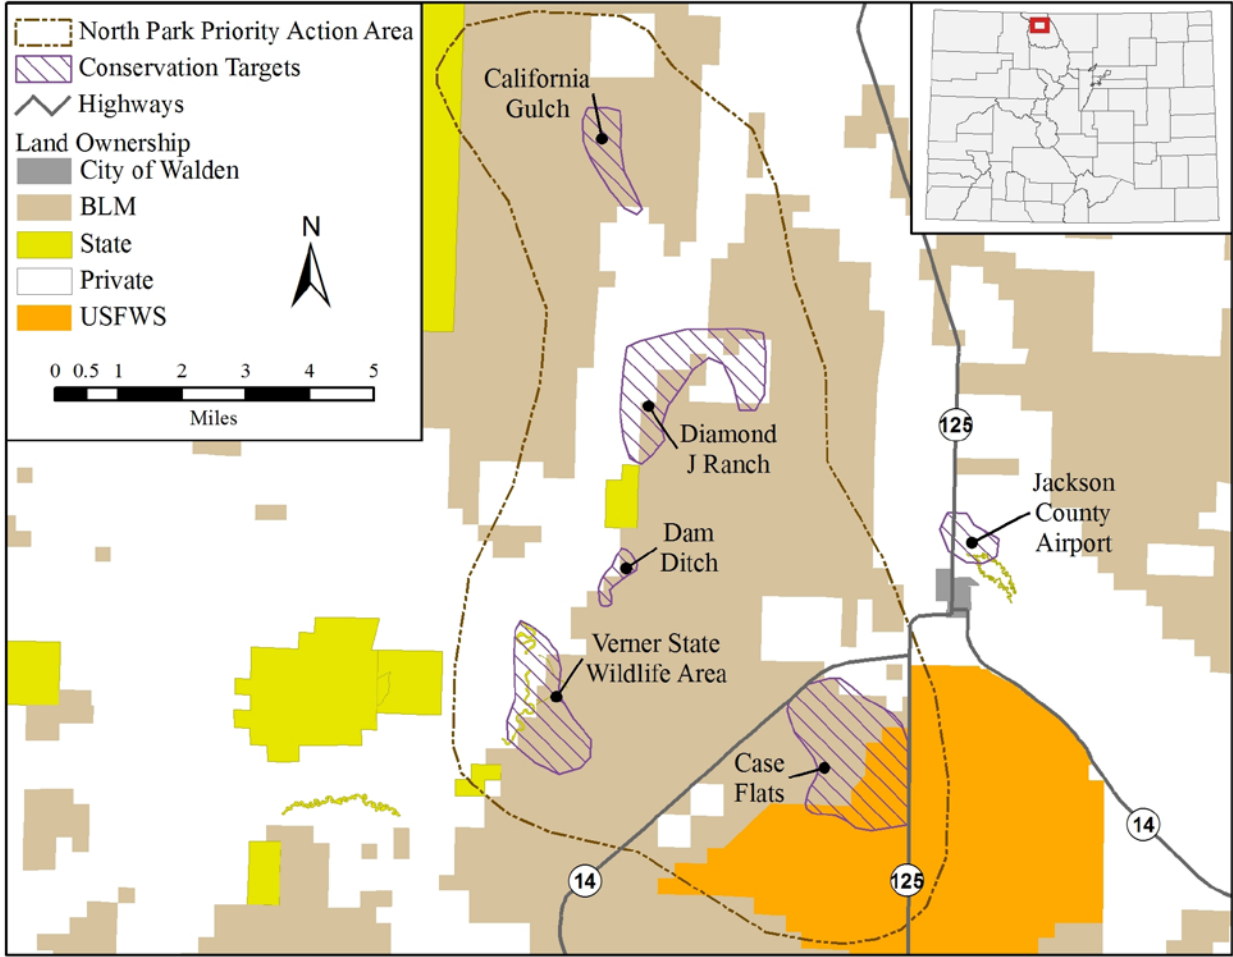 North Park Priority Action Area
Conservation Targets
Highways
Land Ownership
City of Walden
BLM
State
Private
USFWS
N
0 0.5 1 2 3 4 5
Miles
California
Gulch
Diamond
J Ranch
125
Jackson
County
Airport
Dam
Ditch
Verner State
Wildlife Area
Case
Flats
14
125
14